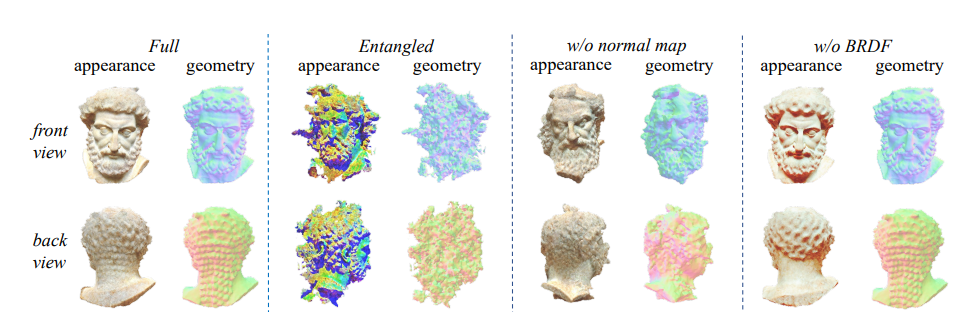 Full Entangled w/o normal map w/o BRDF
appearance geometry appearance geometry appearance geometry appearance geometry
front
view
back
view